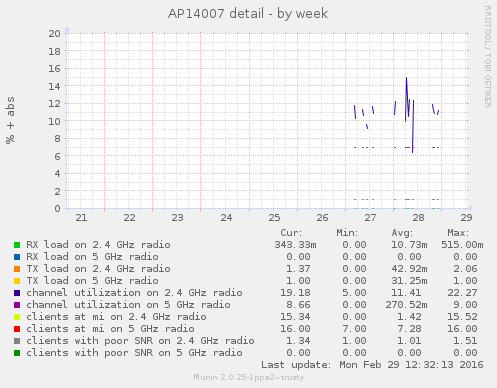 AP14007 detail - by week
RRDTOOL / TOBI OETIKER
% + abs
20
18
16
14
12
10
8
6
4
2
0
21 22 23 24 25 26 27 28 29
Cur: Min: Avg: Max:
RX load on 2.4 GHz radio 343.33m 0.00 10.73m 515.00m
RX load on 5 GHz radio 0.00 0.00 0.00 0.00
TX load on 2.4 GHz radio 1.37 0.00 42.92m 2.06
TX load on 5 GHz radio 1.00 0.00 31.25m 1.00
channel utilization on 2.4 GHz radio 19.18 5.00 11.41 22.27
channel utilization on 5 GHz radio 8.66 0.00 270.52m 9.00
clients at mi on 2.4 GHz radio 15.34 0.00 1.42 15.52
clients at mi on 5 GHz radio 16.00 7.00 7.28 16.00
clients with poor SNR on 2.4 GHz radio 1.34 1.00 1.01 1.51
clients with poor SNR on 5 GHz radio 0.00 0.00 0.00 0.00
Last update: Mon Feb 29 12:32:13 2016
Munin 2.0.25-1ppa2~trusty